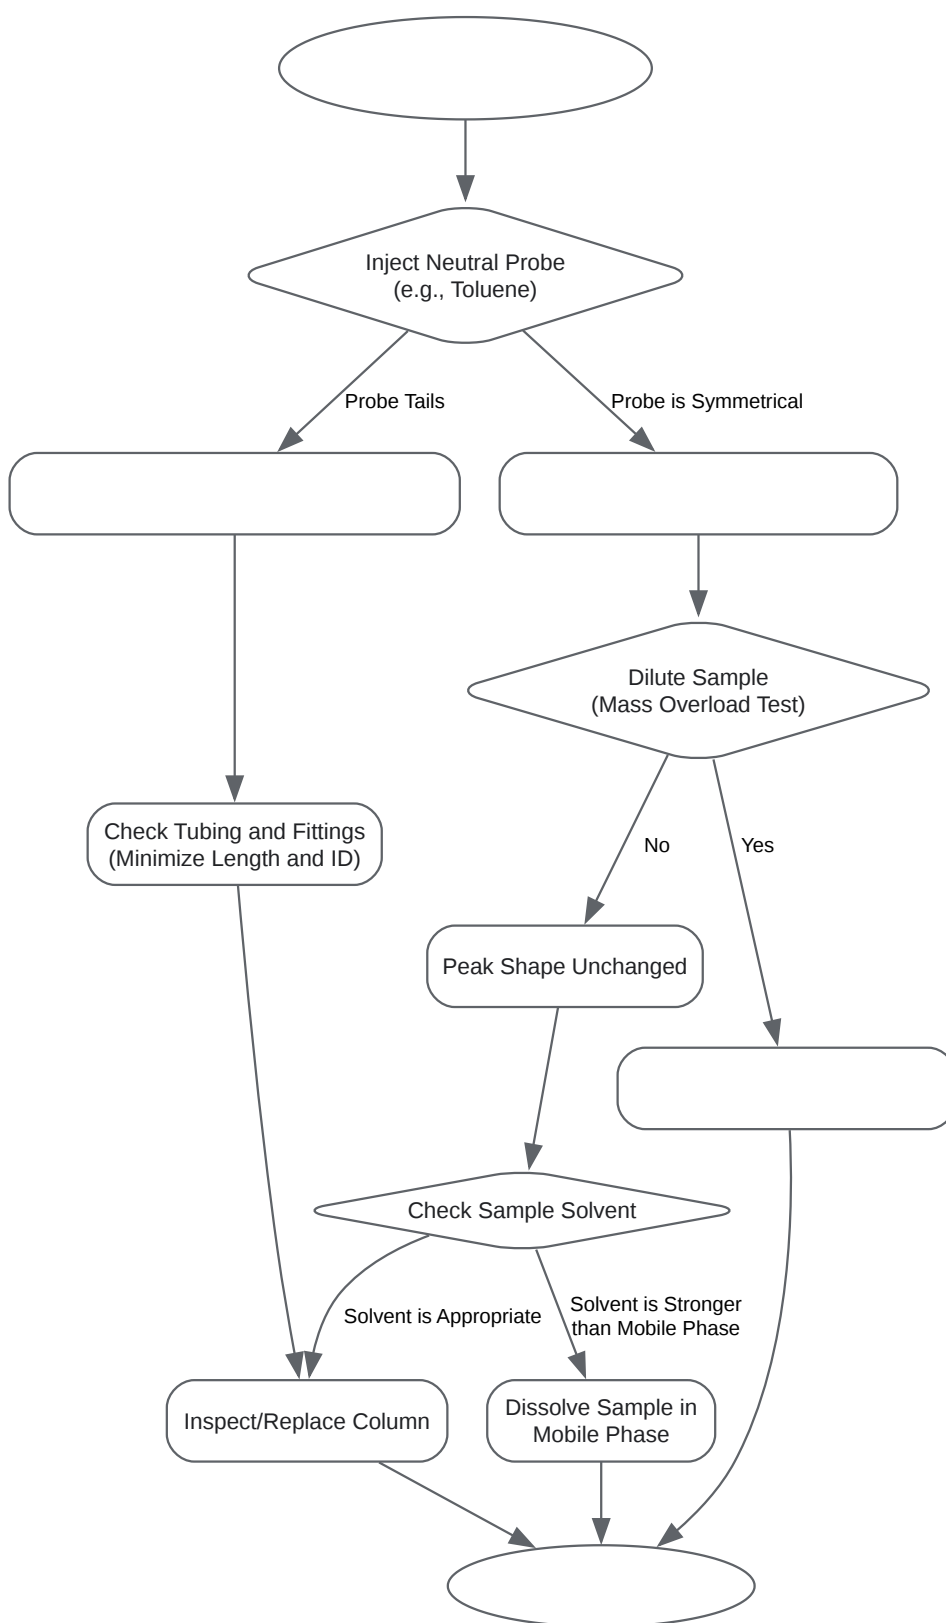 Inject Neutral Probe
(e.g., Toluene)
Probe Tails
Probe is Symmetrical
Dilute Sample
(Mass Overload Test)
Check Tubing and Fittings
(Minimize Length and ID)
No
Yes
Peak Shape Unchanged
Check Sample Solvent
Solvent is Appropriate
Solvent is Stronger
than Mobile Phase
Inspect/Replace Column
Dissolve Sample in
Mobile Phase